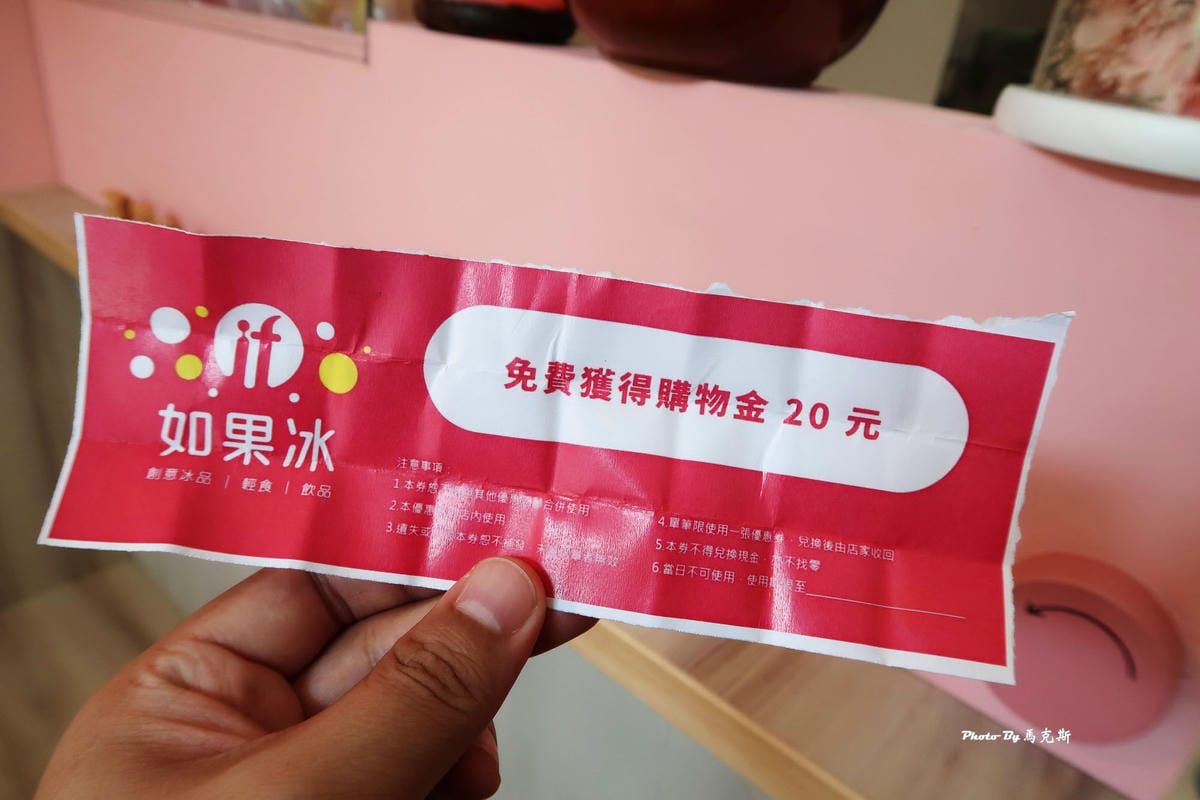 if
如果冰
創意冰品 | 輕食 | 飲品
免費獲得購物金 20 元
注意事項:
1.本券恕 其他優惠 合併使用
2.本優惠 店內使用
3.遺失或 本券恕不補發 無效
4.單筆限使用一張優惠券，兌換後由店家收回
5.本券不得兌換現金 不找零
6.當日不可使用，使用 至
Photo By 馬克斯